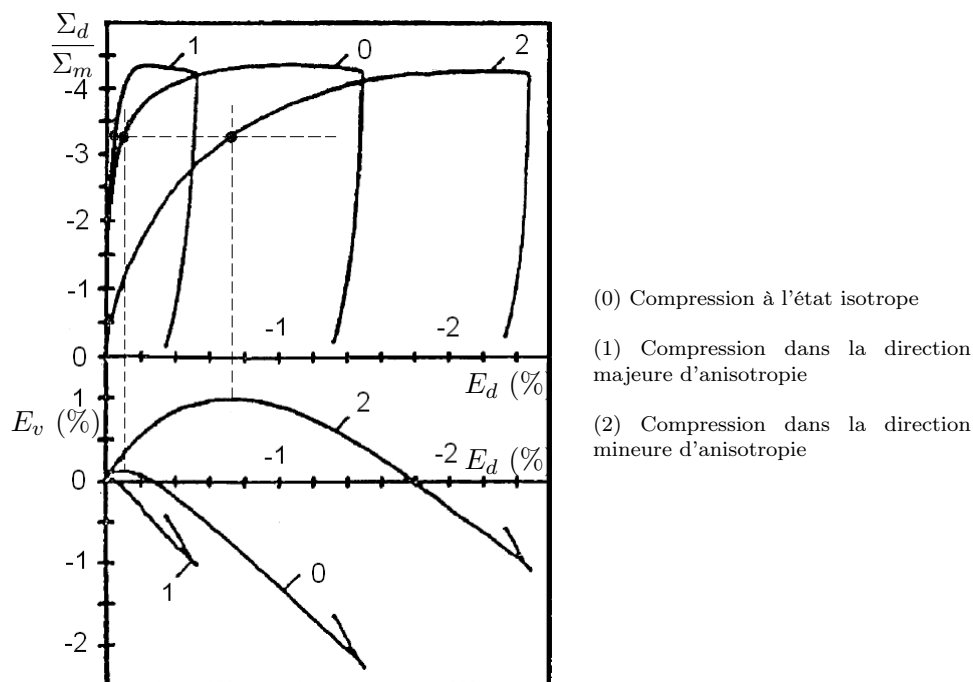 Σ_d
Σ_m
1
0
2
-4
-3
-2
-1
0
-1
-2
E_d (%)
1
E_v (%)
2
-1
-2
E_d (%)
0
-1
1
0
-2
(0) Compression à l'état isotrope
(1) Compression dans la direction
majeure d'anisotropie
(2) Compression dans la direction
mineure d'anisotropie